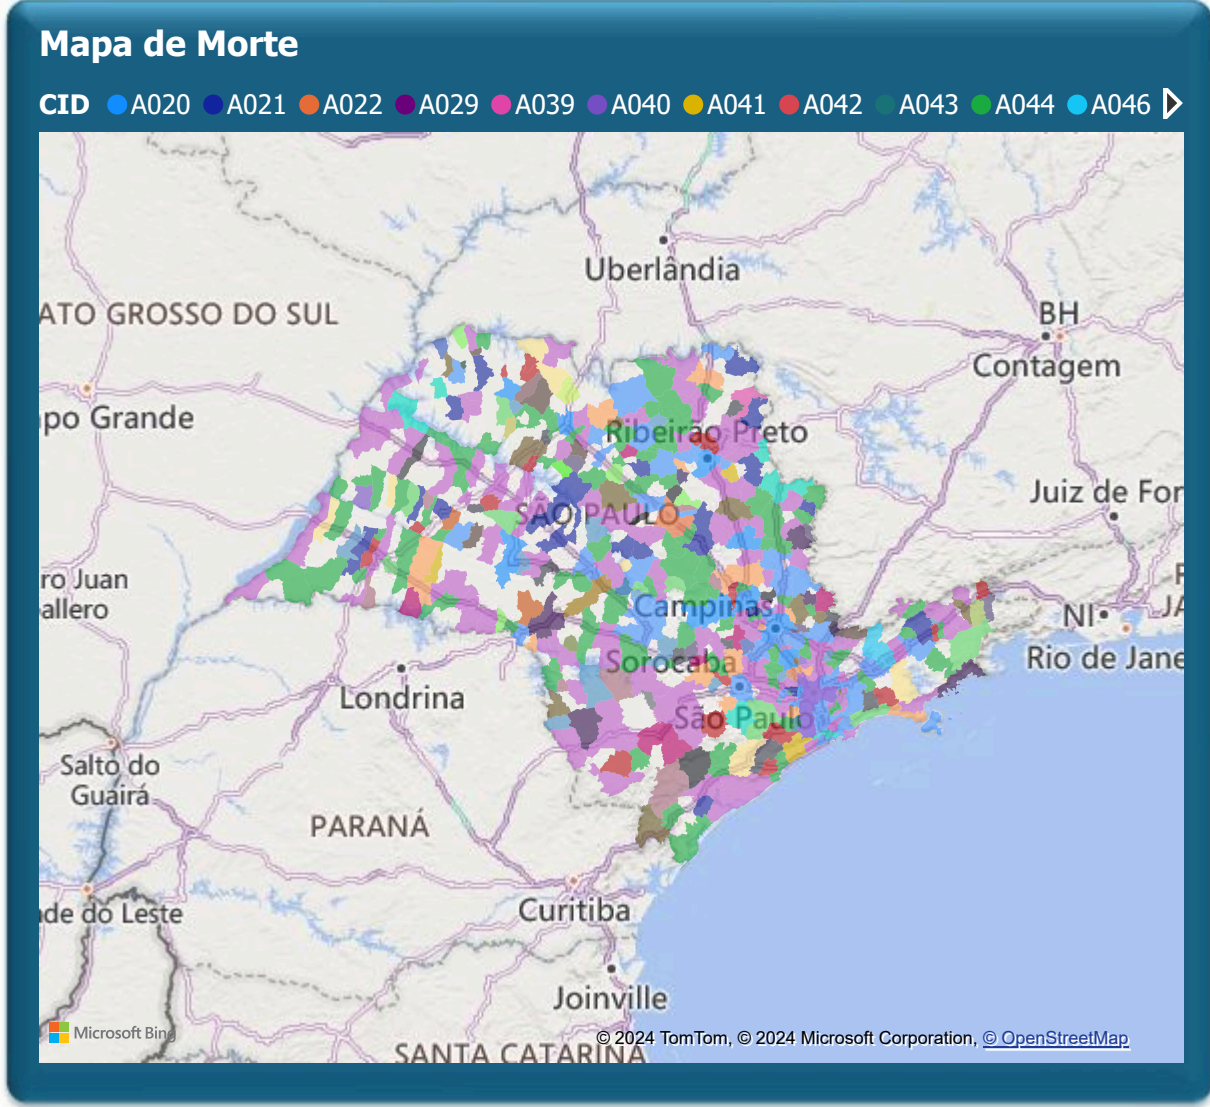 Mapa de Morte
CID A020 A021 A022 A029 A039 A040 A041 A042 A043 A044 A046
Uberlândia
ATO GROSSO DO SUL
BH
Contagem
po Grande
Ribeirão Preto
Juiz de For
SÃO PAULO
ro Juan
allero
Campinas
NI
Rio de Jane
Sorocaba
Londrina
São Paulo
Salto do
Guairá
PARANÁ
Curitiba
de do Leste
Joinville
Microsoft Bing
© 2024 TomTom, © 2024 Microsoft Corporation, © OpenStreetMap
SANTA CATARINA